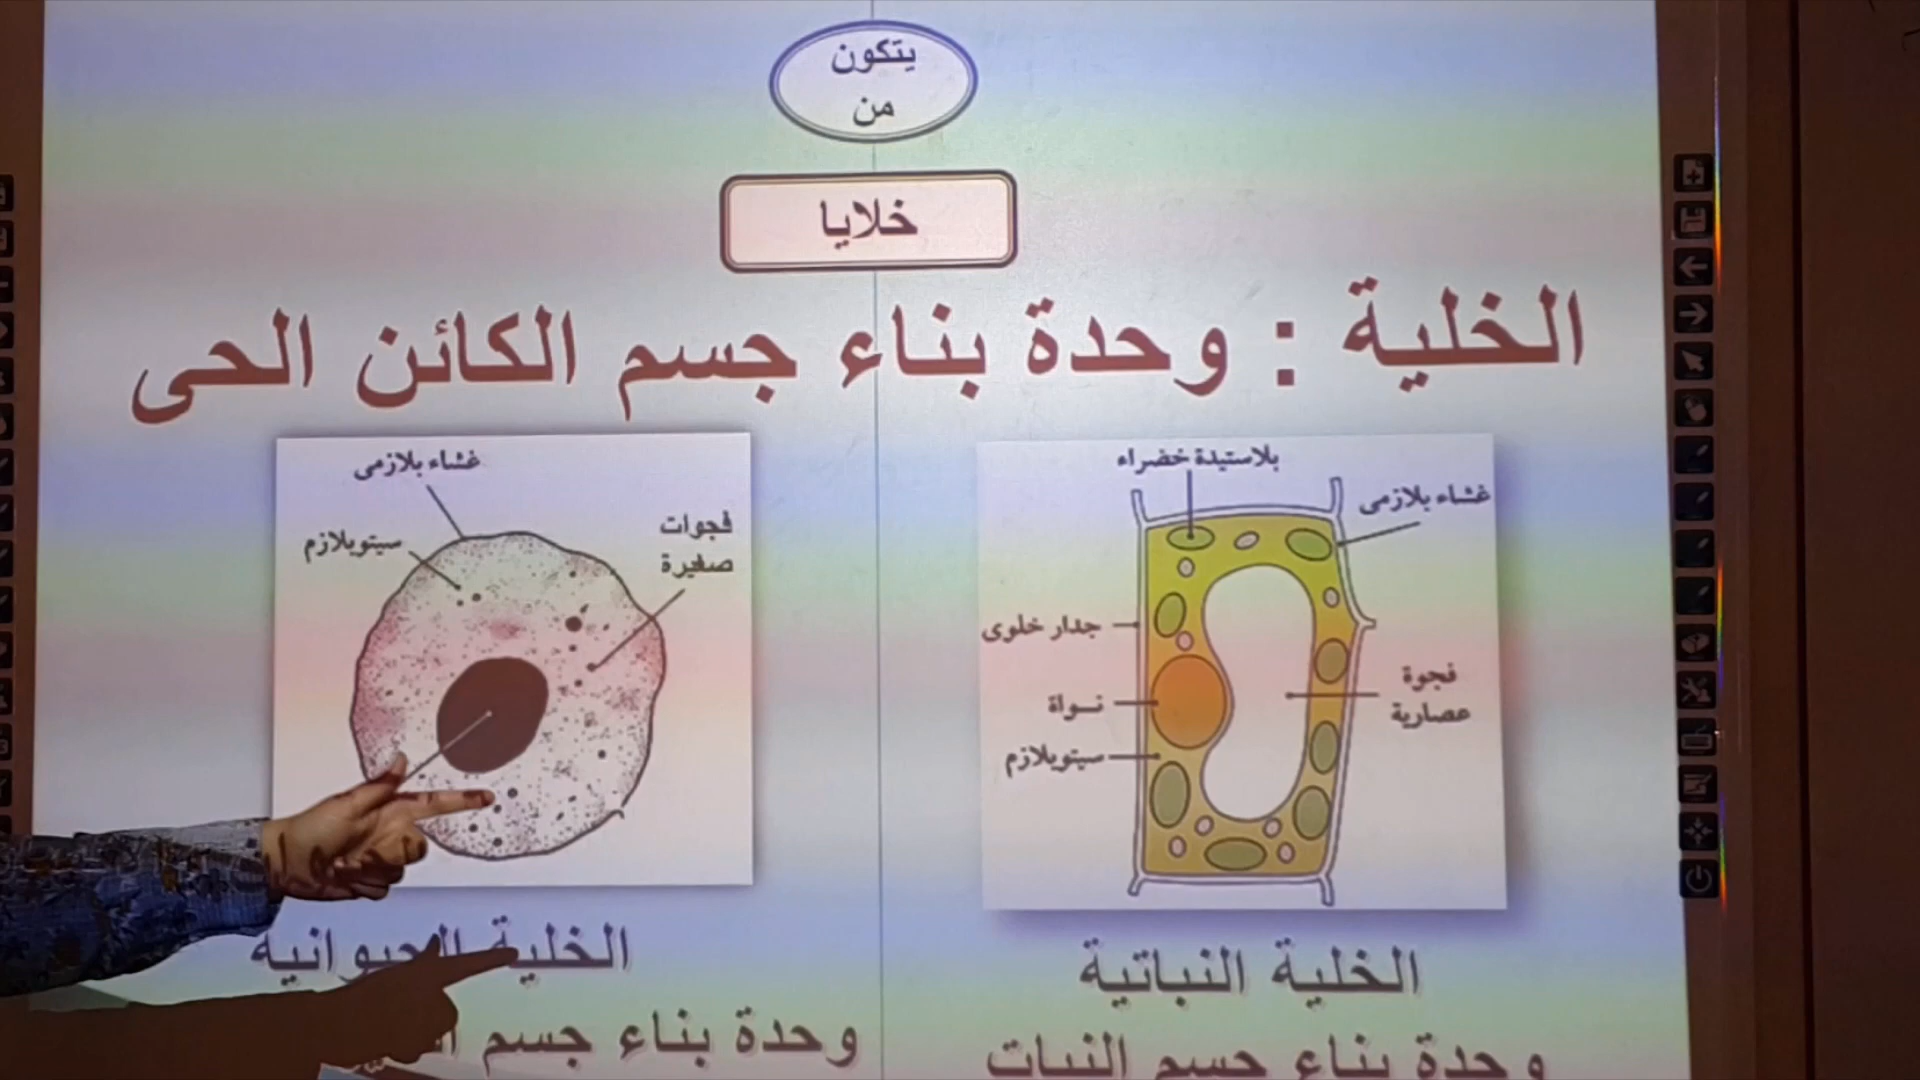 يتكون
من
خلايا
الخلية : وحدة بناء جسم الكائن الحى
بلاستيدة خضراء
غشاء بلازمى
جدار خلوى
نواة
سيتوبلازم
فجوة
عصارية
غشاء بلازمى
سيتوبلازم
فجوات
صغيرة
الخلية النباتية
وحدة بناء جسم النبات
الخلية الحيوانية
وحدة بناء جسم